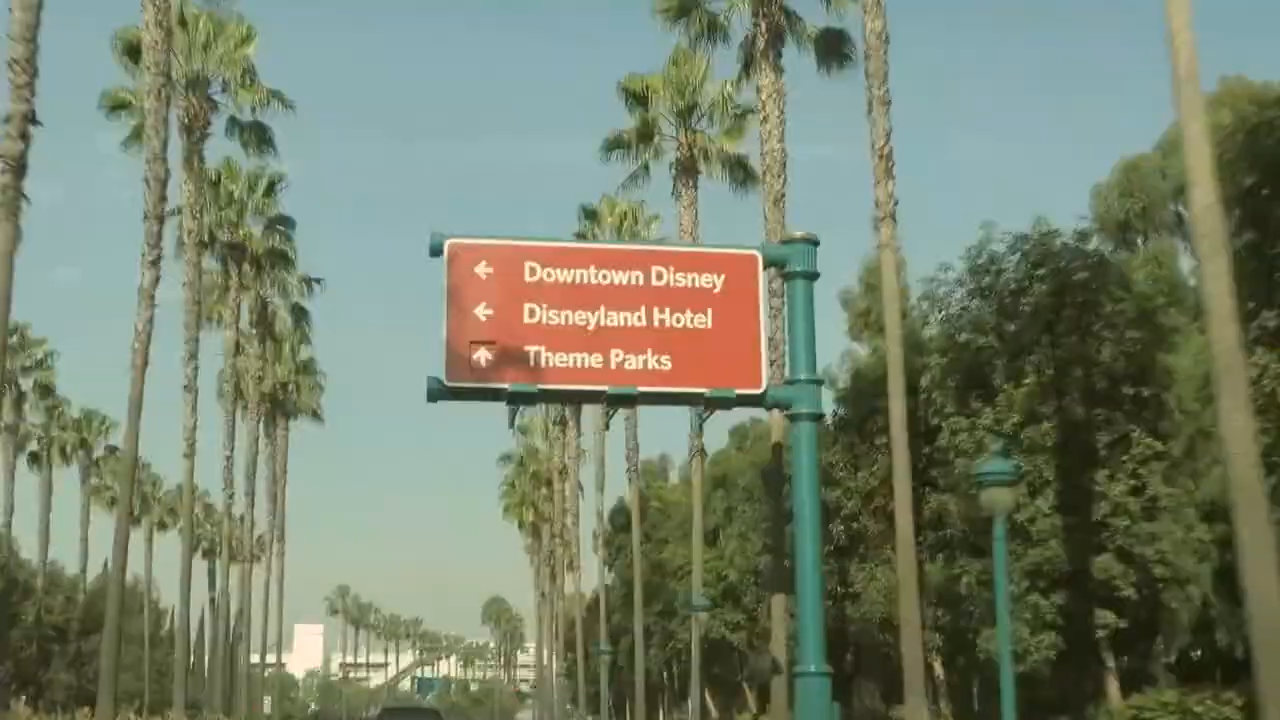 ← Downtown Disney
← Disneyland Hotel
↑ Theme Parks